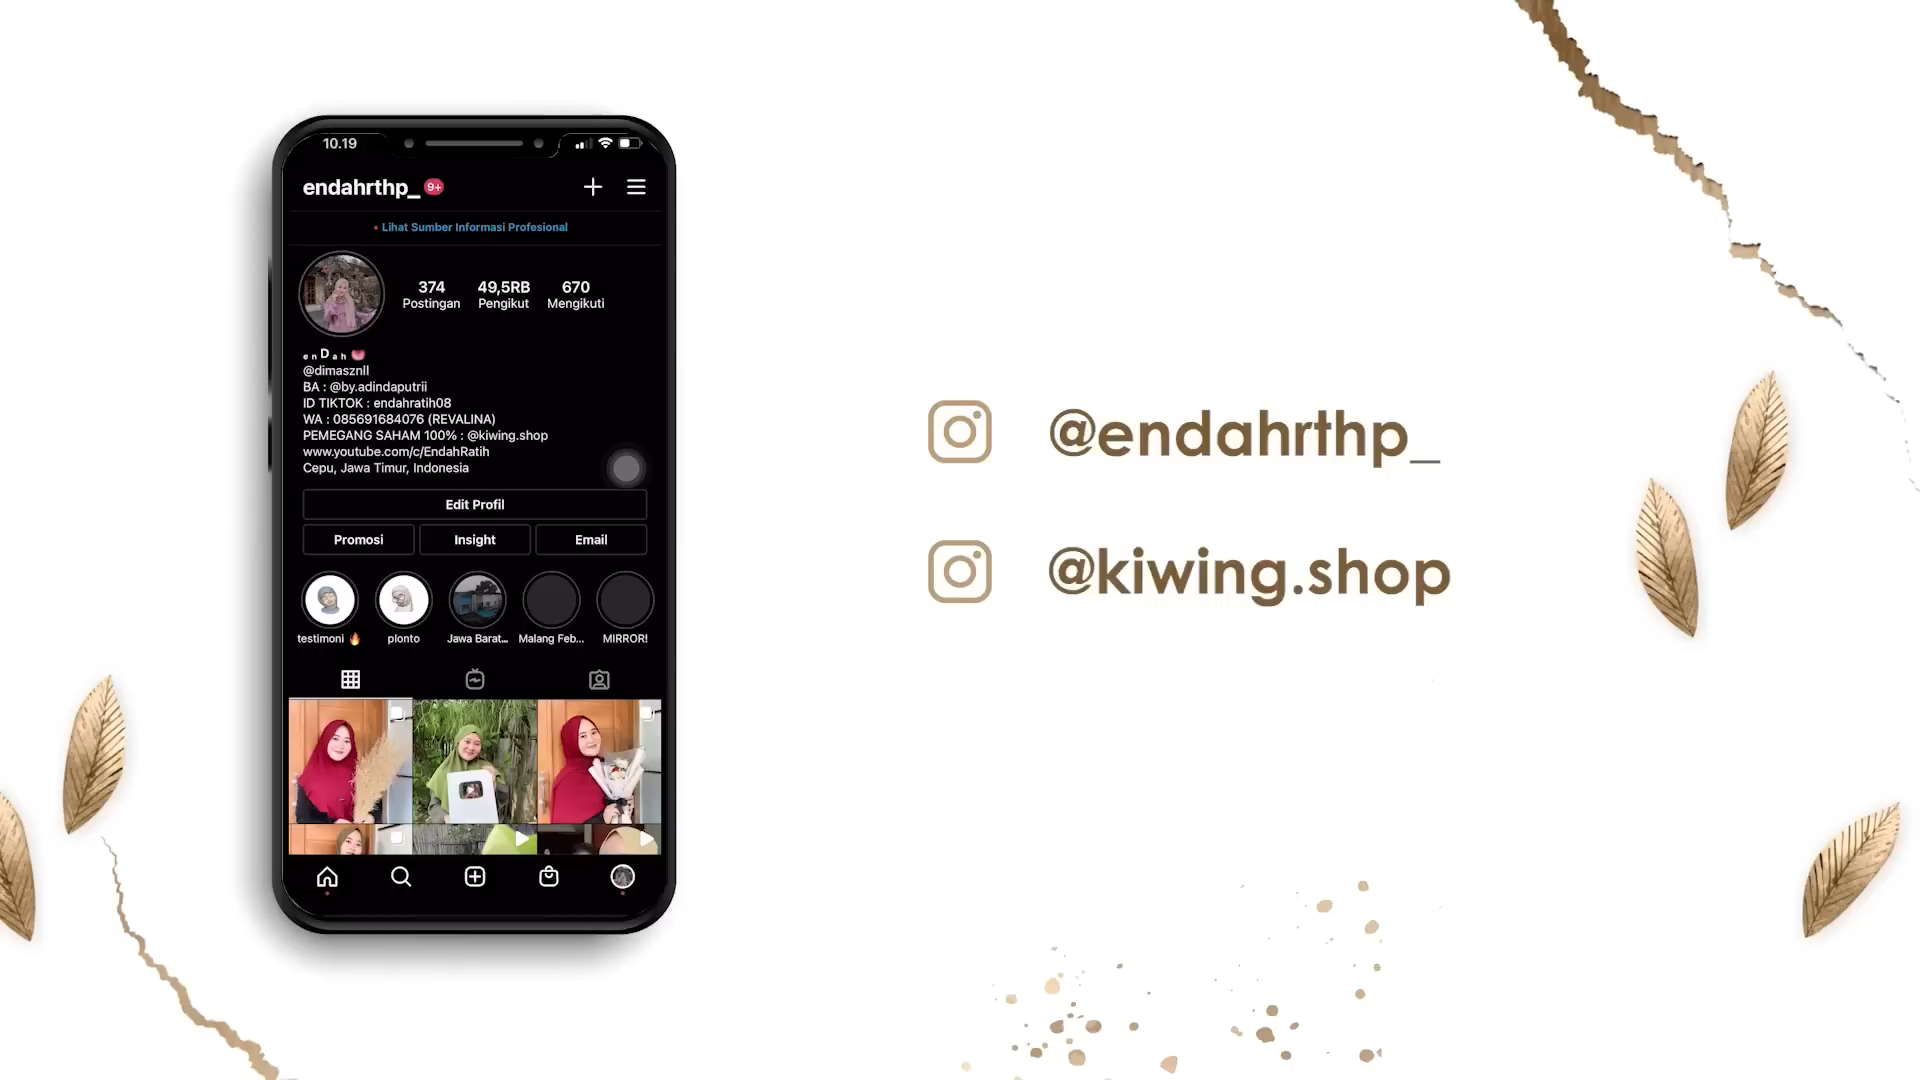 10.19
endahrthp_ 9+
• Lihat Sumber Informasi Profesional
374 49,5RB 670
Postingan Pengikut Mengikuti
ₑₙDₐₕ 👅
@dimasznll
BA : @by.adindaputrii
ID TIKTOK : endahratih08
WA : 085691684076 (REVALINA)
PEMEGANG SAHAM 100% : @kiwing.shop
www.youtube.com/c/EndahRatih
Cepu, Jawa Timur, Indonesia
Edit Profil
Promosi Insight Email
testimoni 🔥 plonto Jawa Barat... Malang Feb... MIRROR!
@endahrthp_
@kiwing.shop